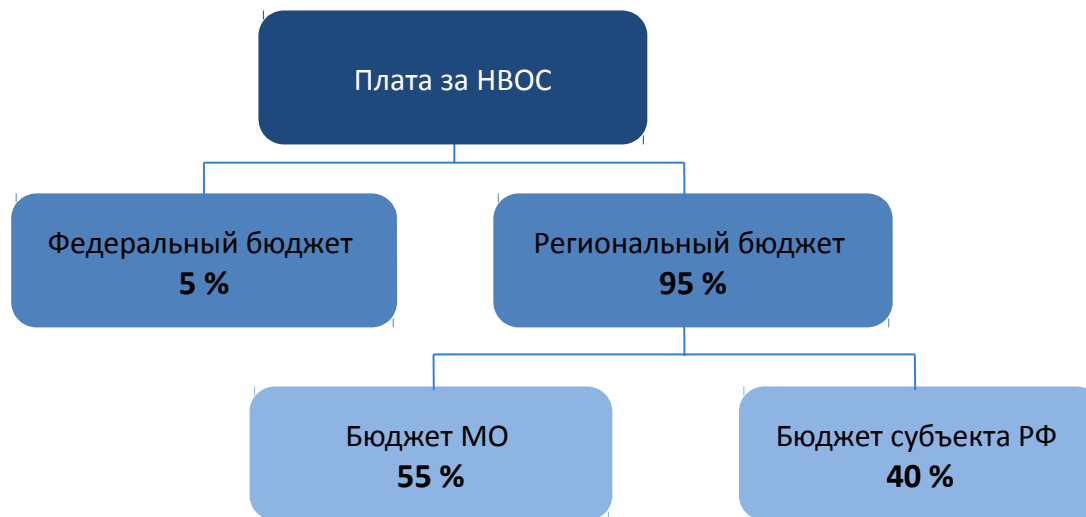 Плата за НВОС
Федеральный бюджет
5 %
Региональный бюджет
95 %
Бюджет МО
55 %
Бюджет субъекта РФ
40 %